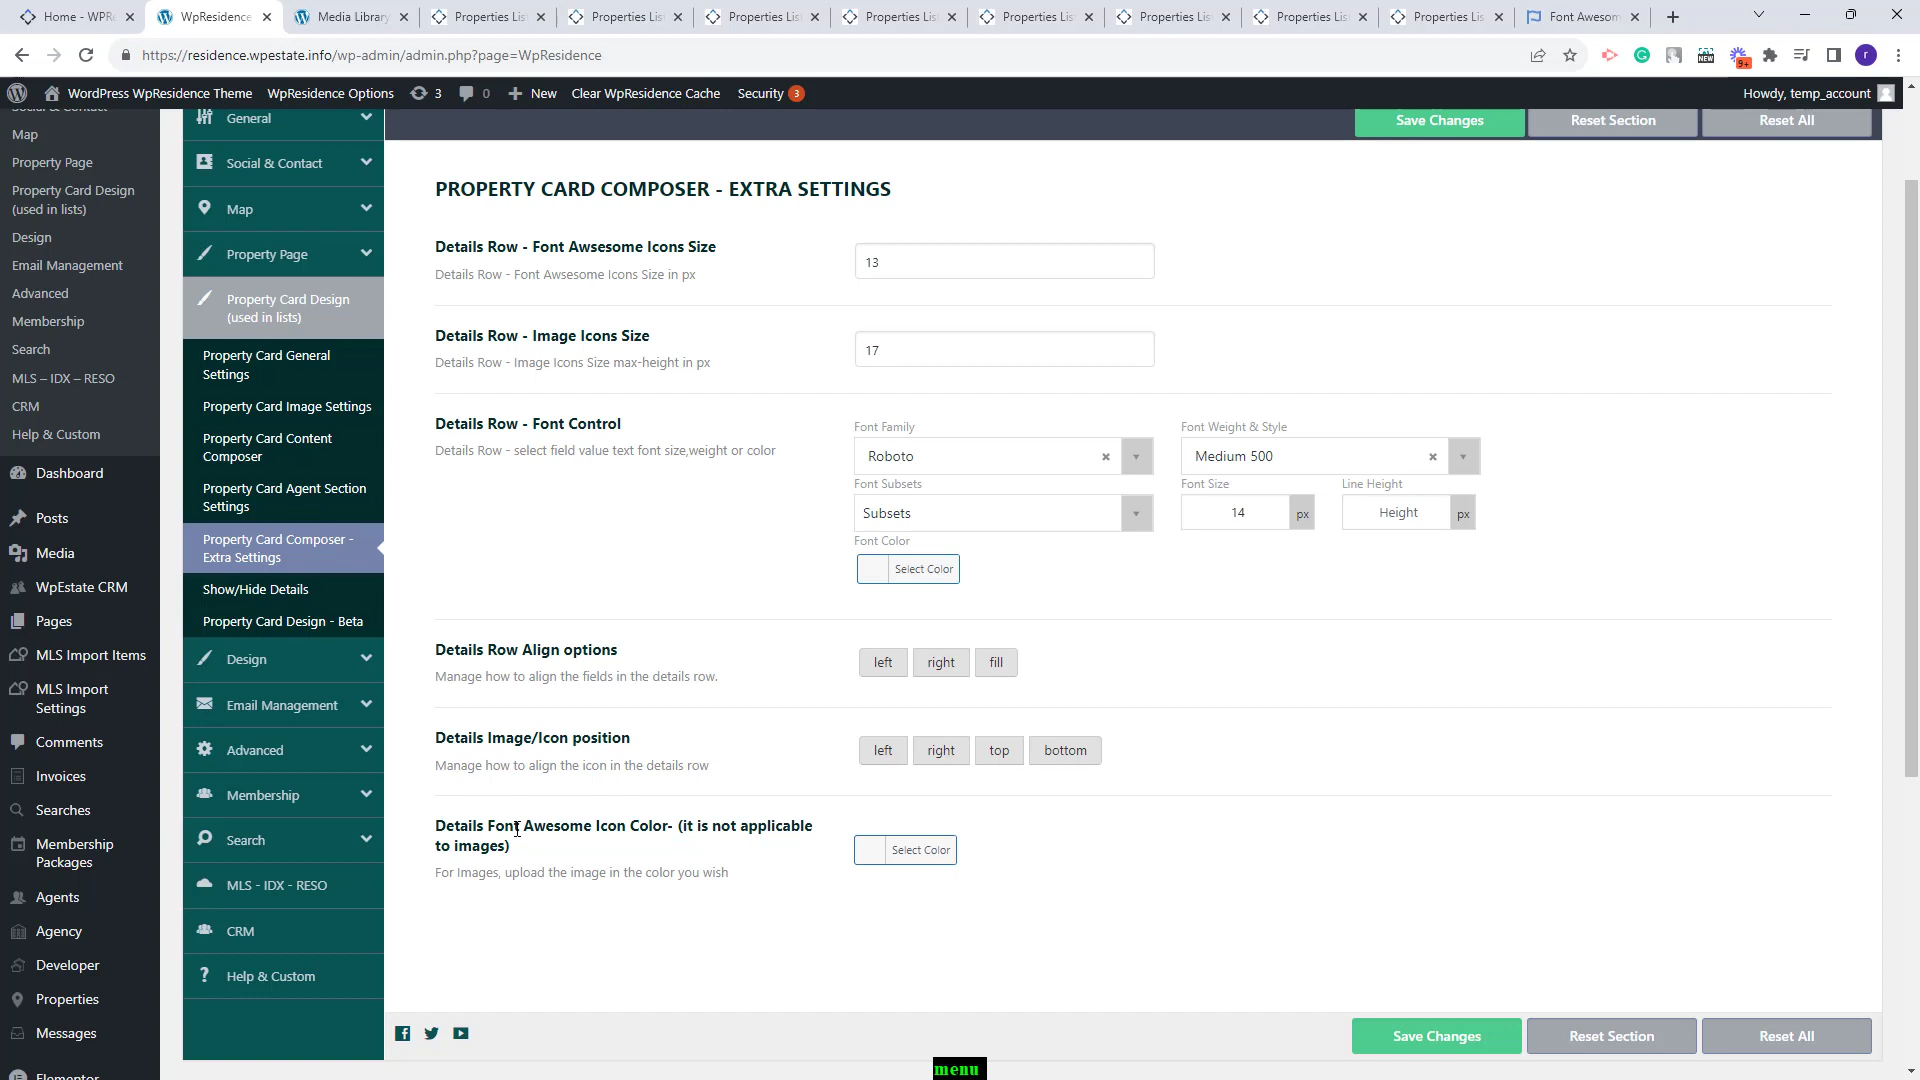 Home - WPR
WpResidence
Media Library
Properties Lis
Properties Lis
Properties Lis
Properties Lis
Properties Lis
Properties Lis
Properties Lis
Properties Lis
Font Awesom
https://residence.wpestate.info/wp-admin/admin.php?page=WpResidence
NEW
9+
r
WordPress WpResidence Theme
WpResidence Options
3
0
New
Clear WpResidence Cache
Security 3
Howdy, temp_account
Social & Contact
Map
Property Page
Property Card Design
(used in lists)
Design
Email Management
Advanced
Membership
Search
MLS – IDX – RESO
CRM
Help & Custom
Dashboard
Posts
Media
WpEstate CRM
Pages
MLS Import Items
MLS Import
Settings
Comments
Invoices
Searches
Membership
Packages
Agents
Agency
Developer
Properties
Messages
Elementor
General
Social & Contact
Map
Property Page
Property Card Design
(used in lists)
Property Card General
Settings
Property Card Image Settings
Property Card Content
Composer
Property Card Agent Section
Settings
Property Card Composer -
Extra Settings
Show/Hide Details
Property Card Design - Beta
Design
Email Management
Advanced
Membership
Search
MLS - IDX - RESO
CRM
Help & Custom
Save Changes
Reset Section
Reset All
PROPERTY CARD COMPOSER - EXTRA SETTINGS
Details Row - Font Awsesome Icons Size
Details Row - Font Awsesome Icons Size in px
13
Details Row - Image Icons Size
Details Row - Image Icons Size max-height in px
17
Details Row - Font Control
Details Row - select field value text font size,weight or color
Font Family
Roboto
Font Weight & Style
Medium 500
Font Subsets
Subsets
Font Size
14 px
Line Height
Height px
Font Color
Select Color
Details Row Align options
Manage how to align the fields in the details row.
left right fill
Details Image/Icon position
Manage how to align the icon in the details row
left right top bottom
Details Font Awesome Icon Color- (it is not applicable
to images)
For Images, upload the image in the color you wish
Select Color
Save Changes
Reset Section
Reset All
menu